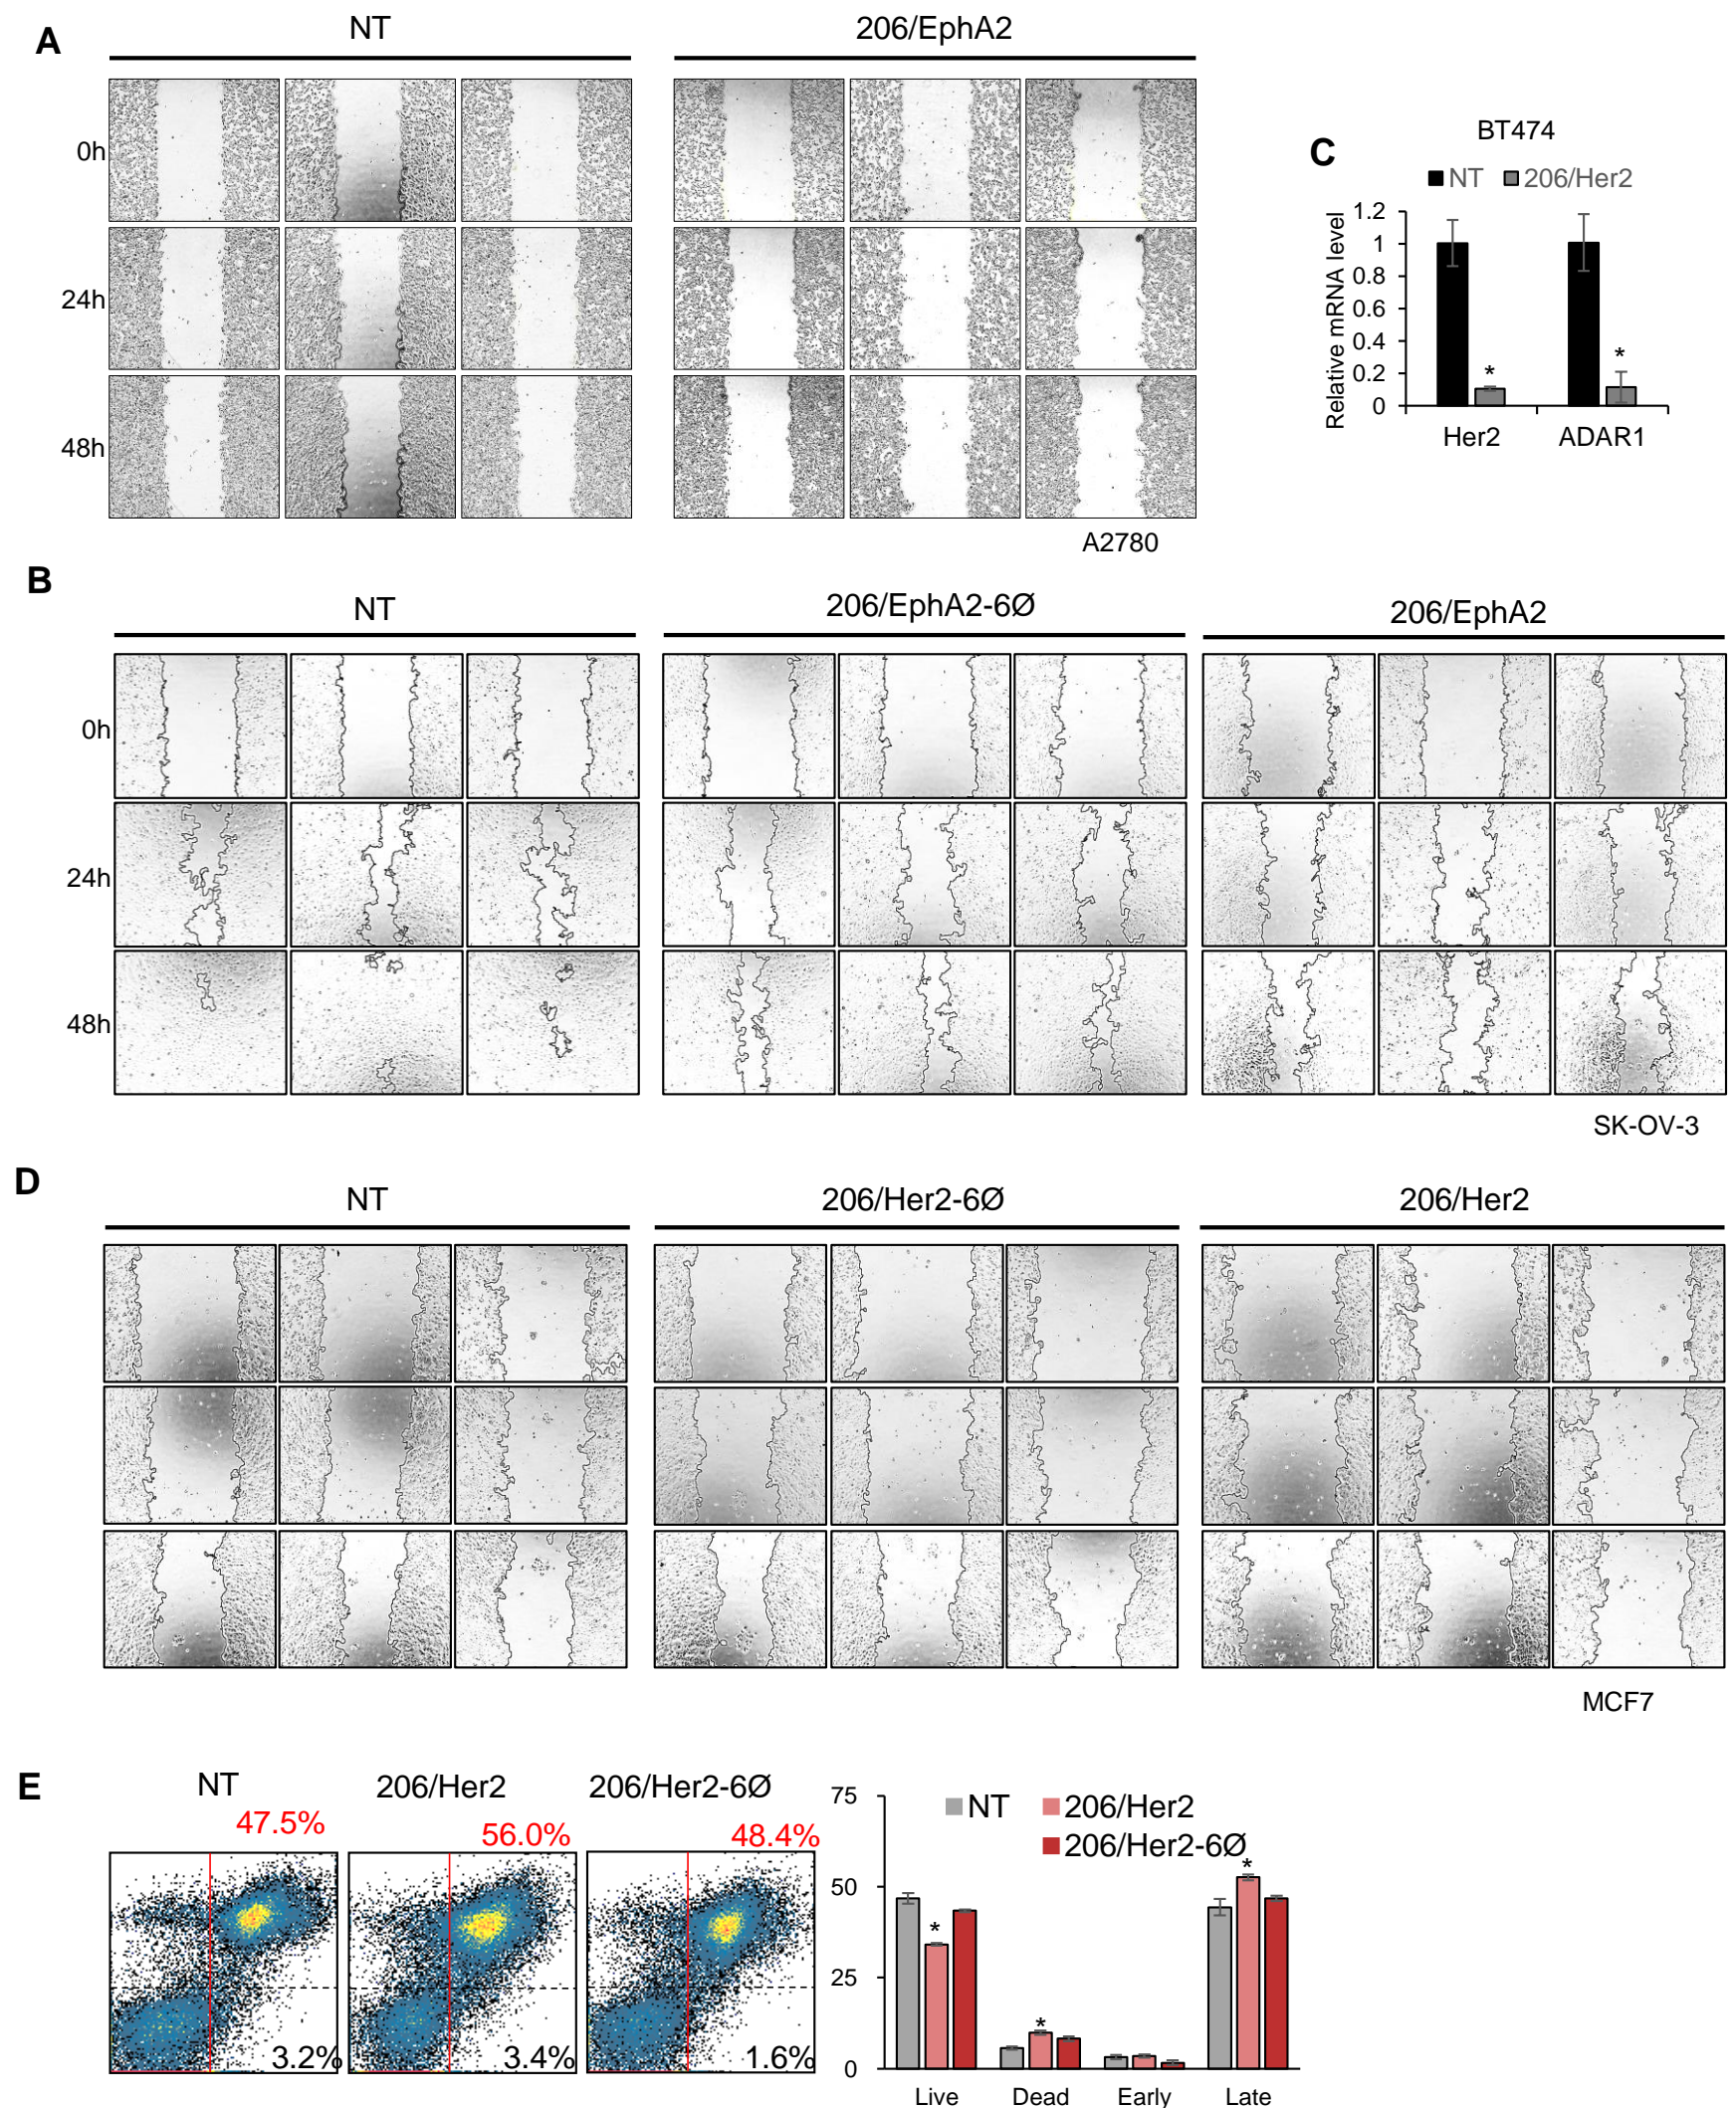 A
NT
206/EphA2
0h
24h
48h
A2780
C
BT474
NT
206/Her2
Relative mRNA level
1.2
1
0.8
0.6
0.4
0.2
0
*
*
Her2
ADAR1
B
NT
206/EphA2-6Ø
206/EphA2
0h
24h
48h
SK-OV-3
D
NT
206/Her2-6Ø
206/Her2
MCF7
E
NT
206/Her2
206/Her2-6Ø
47.5%
56.0%
48.4%
3.2%
3.4%
1.6%
75
50
25
0
NT
206/Her2
206/Her2-6Ø
*
*
*
Live
Dead
Early
Late